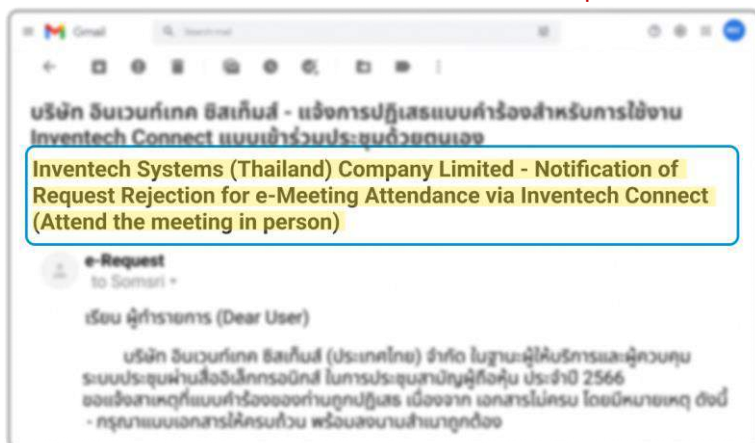 Gmail
บริษัท อินเวนท์เทค ซิสเท็มส์ - แจ้งการปฏิเสธแบบคำร้องสำหรับการใช้งาน
Inventech Connect แบบเข้าร่วมประชุมด้วยตนเอง
Inventech Systems (Thailand) Company Limited - Notification of
Request Rejection for e-Meeting Attendance via Inventech Connect
(Attend the meeting in person)
e-Request
to Somsri
เรียน ผู้ทำรายการ (Dear User)
บริษัท อินเวนท์เทค ซิสเท็มส์ (ประเทศไทย) จำกัด ในฐานะผู้ให้บริการและผู้ควบคุม
ระบบประชุมผ่านสื่ออิเล็กทรอนิกส์ ในการประชุมสามัญผู้ถือหุ้น ประจำปี 2566
ขอแจ้งสาเหตุที่แบบคำร้องของท่านถูกปฏิเสธ เนื่องจาก เอกสารไม่ครบ โดยมีหมายเหตุ ดังนี้
- กรุณาแนบเอกสารให้ครบถ้วน พร้อมลงนามสำเนาถูกต้อง